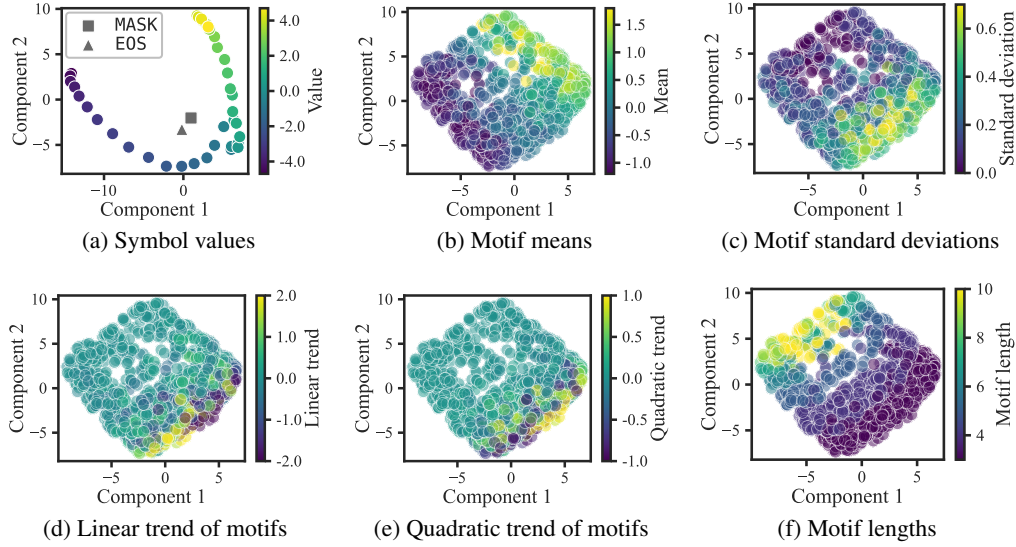 10
5
0
−5
Component 2
−10
0
Component 1
MASK
EOS
4.0
2.0
0.0
−2.0
−4.0
Value
(a) Symbol values
10
5
0
−5
Component 2
−5
0
5
Component 1
1.5
1.0
0.5
0.0
−0.5
−1.0
Mean
(b) Motif means
10
5
0
−5
Component 2
−5
0
5
Component 1
0.6
0.4
0.2
0.0
Standard deviation
(c) Motif standard deviations
10
5
0
−5
Component 2
−5
0
5
Component 1
2.0
1.0
0.0
−1.0
−2.0
Linear trend
(d) Linear trend of motifs
10
5
0
−5
Component 2
−5
0
5
Component 1
1.0
0.5
0.0
−0.5
−1.0
Quadratic trend
(e) Quadratic trend of motifs
10
5
0
−5
Component 2
−5
0
5
Component 1
10
8
6
4
Motif length
(f) Motif lengths